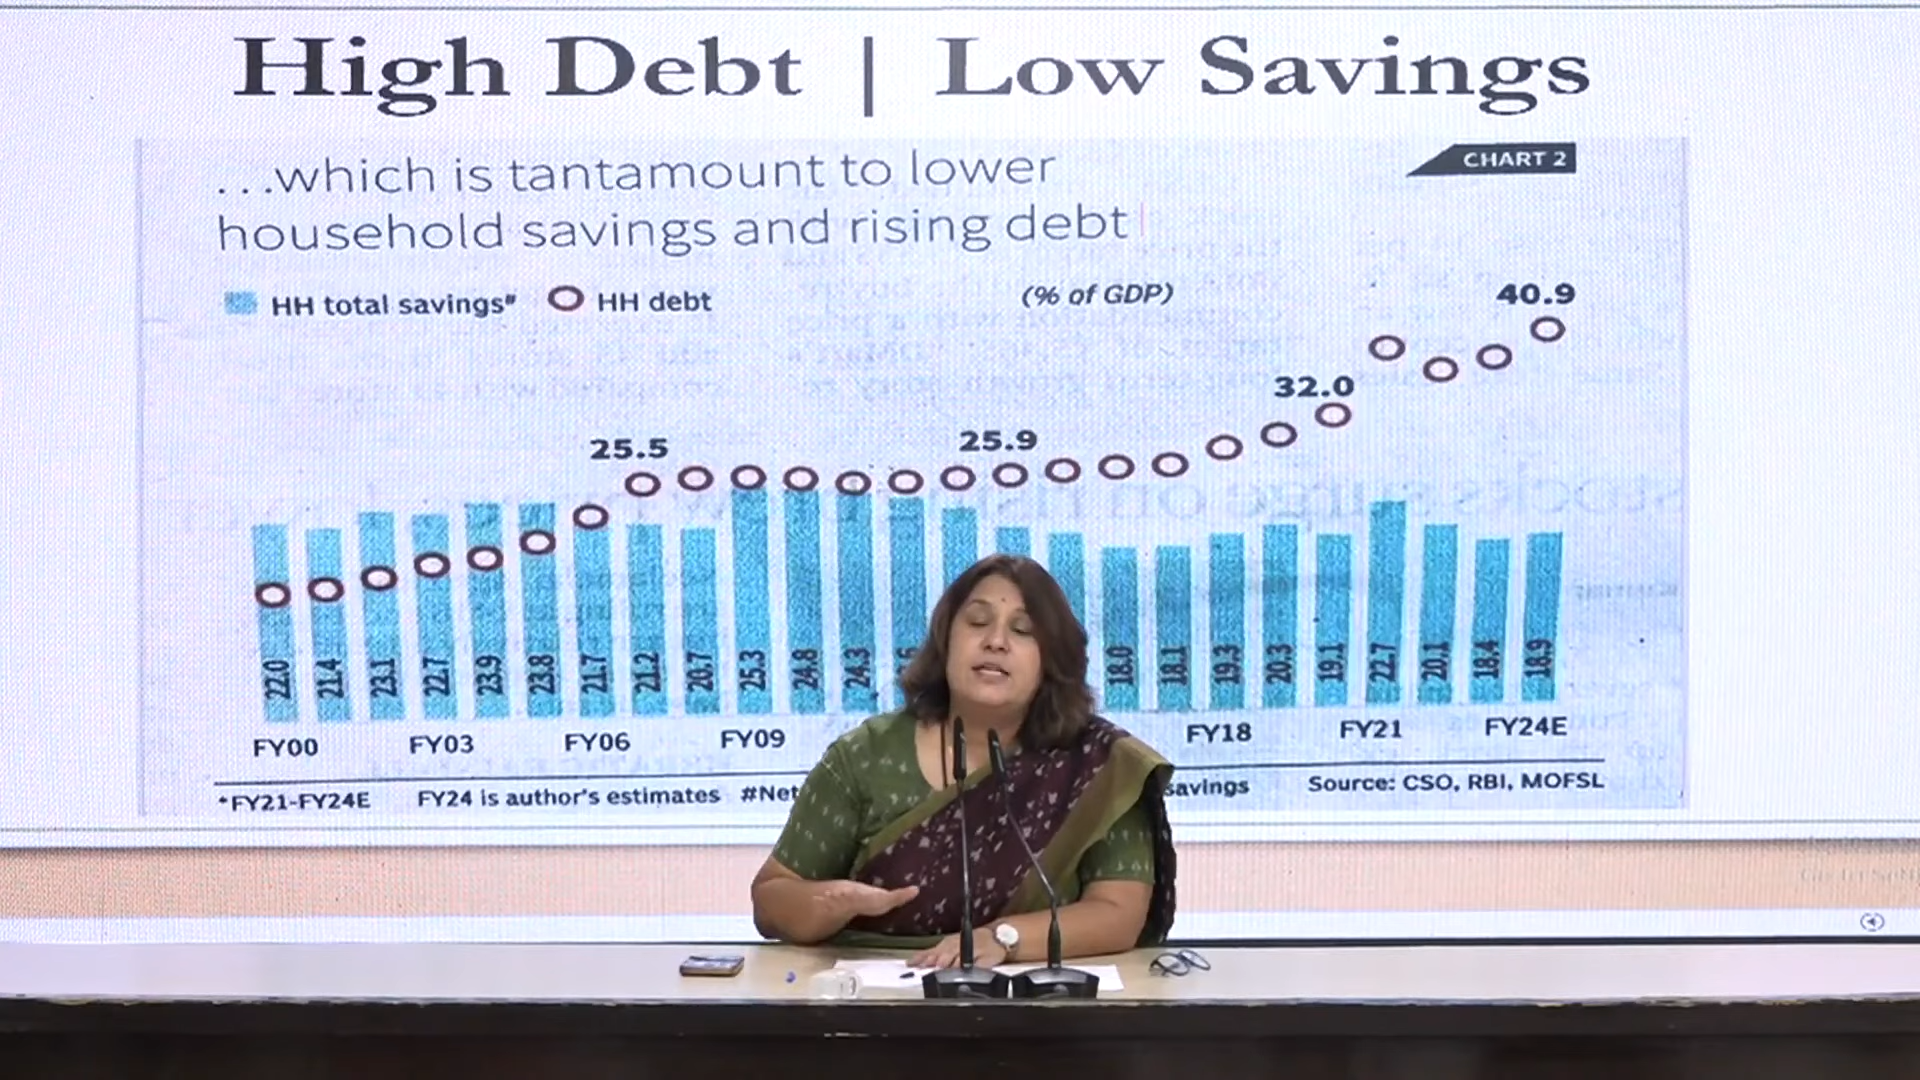 High Debt | Low Savings
CHART 2
...which is tantamount to lower
household savings and rising debt
HH total savings# HH debt (% of GDP)
40.9
32.0
25.5 25.9
22.0 21.4 23.1 22.7 23.9 23.8 21.7 21.2 20.7 25.3 24.8 24.3 18.0 18.1 19.3 20.3 19.1 22.7 20.1 18.4 18.9
FY00 FY03 FY06 FY09 FY18 FY21 FY24E
*FY21-FY24E FY24 is author's estimates #Net savings Source: CSO, RBI, MOFSL